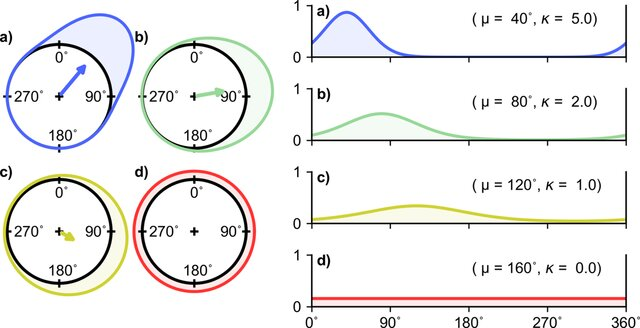 a)
0°
270°
90°
180°
b)
0°
270°
90°
180°
c)
0°
270°
90°
180°
d)
0°
270°
90°
180°
a)
1
( μ = 40°, κ = 5.0)
0
b)
1
( μ = 80°, κ = 2.0)
0
c)
1
( μ = 120°, κ = 1.0)
0
d)
1
( μ = 160°, κ = 0.0)
0
0° 90° 180° 270° 360°